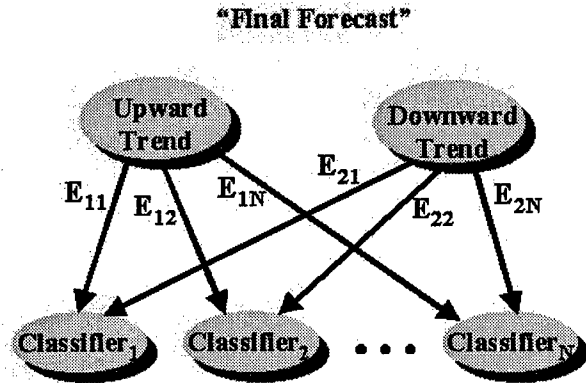 "Final Forecast"
Upward
Trend
Downward
Trend
E11
E12
E1N
E21
E22
E2N
Classifier1
Classifier2
• • •
ClassifierN